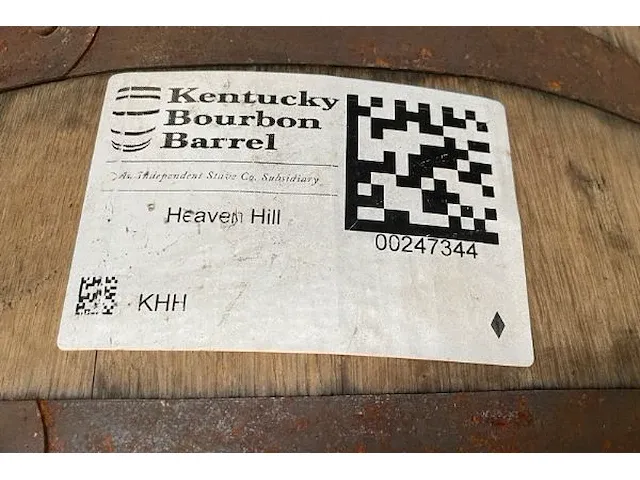 Kentucky
Bourbon
Barrel
An Independent Stave Co. Subsidiary
Heaven Hill
00247344
KHH